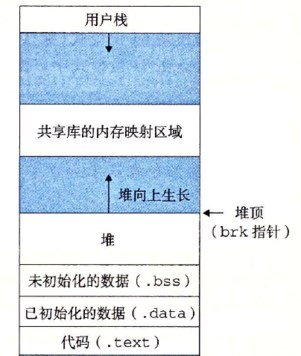 用户栈
共享库的内存映射区域
堆向上生长
堆顶
（brk 指针）
堆
未初始化的数据（.bss）
已初始化的数据（.data）
代码（.text）